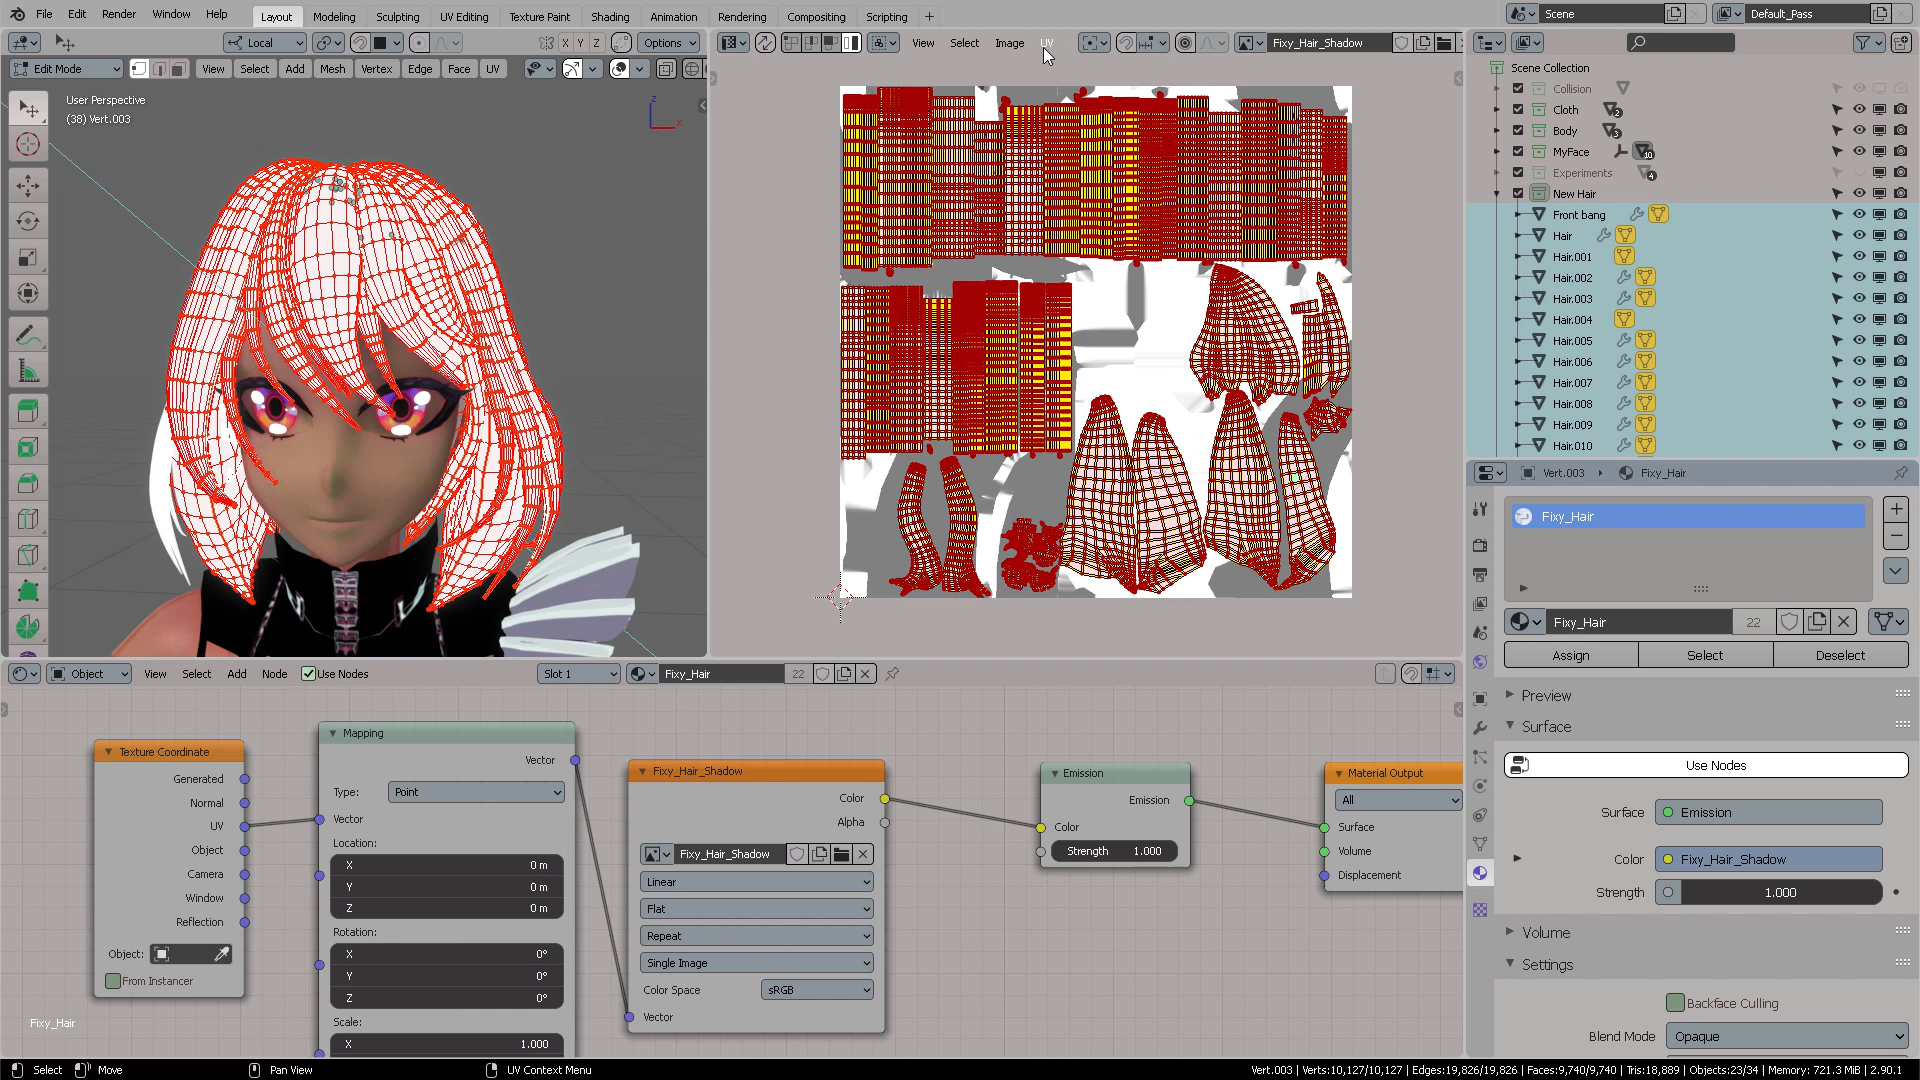 File Edit Render Window Help Layout Modeling Sculpting UV Editing Texture Paint Shading Animation Rendering Compositing Scripting + Scene Default_Pass
Local X Y Z Options View Select Image UV Fixy_Hair_Shadow
Edit Mode View Select Add Mesh Vertex Edge Face UV
User Perspective
(38) Vert.003
Z
X
Scene Collection
Collision
Cloth 2
Body 3
MyFace 10
Experiments 4
New Hair
Front bang
Hair
Hair.001
Hair.002
Hair.003
Hair.004
Hair.005
Hair.006
Hair.007
Hair.008
Hair.009
Hair.010
Vert.003 Fixy_Hair
Fixy_Hair
Fixy_Hair 22
Assign Select Deselect
Preview
Surface
Use Nodes
Surface Emission
Color Fixy_Hair_Shadow
Strength 1.000
Volume
Settings
Backface Culling
Blend Mode Opaque
Object View Select Add Node Use Nodes Slot 1 Fixy_Hair 22
Texture Coordinate
Generated
Normal
UV
Object
Camera
Window
Reflection
Object:
From Instancer
Mapping
Vector
Type: Point
Vector
Location:
X 0 m
Y 0 m
Z 0 m
Rotation:
X 0°
Y 0°
Z 0°
Scale:
X 1.000
Fixy_Hair_Shadow
Color
Alpha
Fixy_Hair_Shadow
Linear
Flat
Repeat
Single Image
Color Space sRGB
Vector
Emission
Emission
Color
Strength 1.000
Material Output
All
Surface
Volume
Displacement
Fixy_Hair
Select Move Pan View UV Context Menu Vert.003 | Verts:10,127/10,127 | Edges:19,826/19,826 | Faces:9,740/9,740 | Tris:18,889 | Objects:23/34 | Memory: 721.3 MiB | 2.90.1